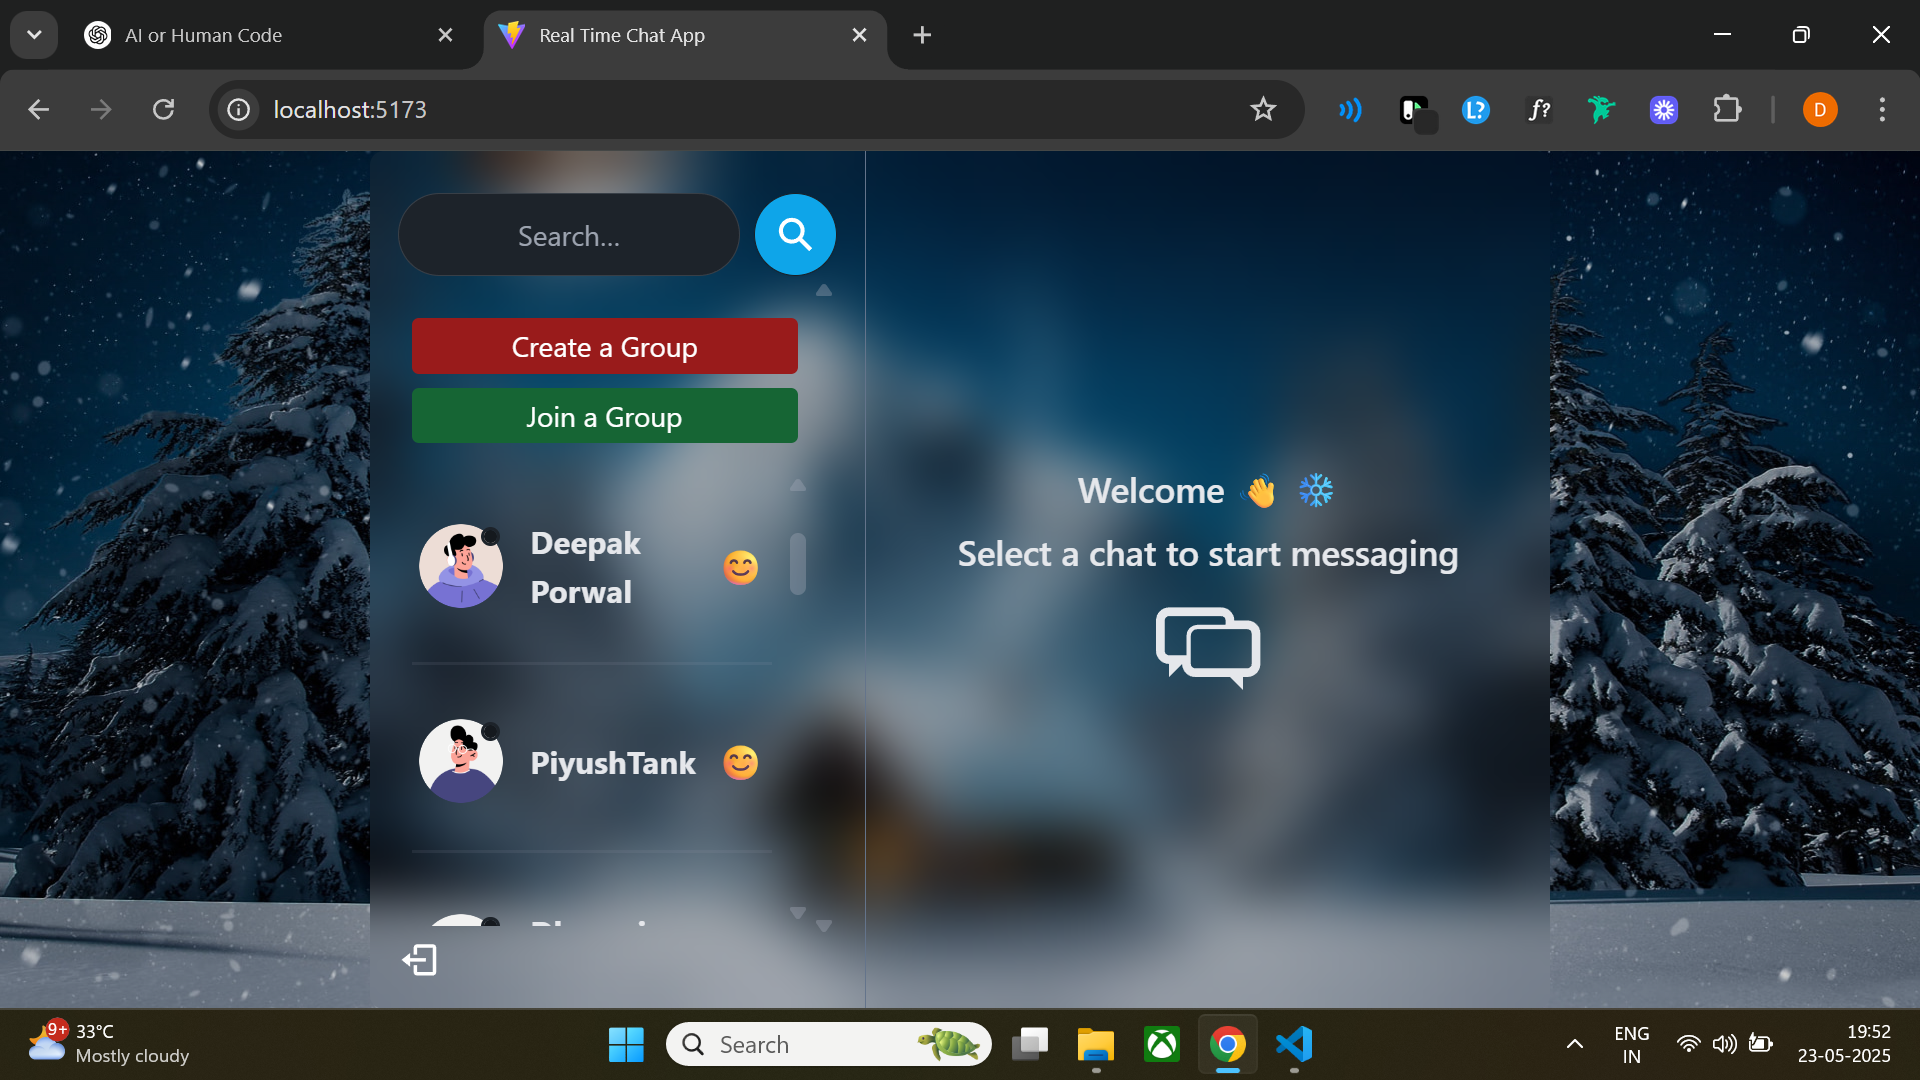 AI or Human Code
Real Time Chat App
localhost:5173
L?
f?
D
Search...
Create a Group
Join a Group
Deepak
Porwal
PiyushTank
Welcome 👋 ❄️
Select a chat to start messaging
9+
33°C
Mostly cloudy
Search
ENG
IN
19:52
23-05-2025